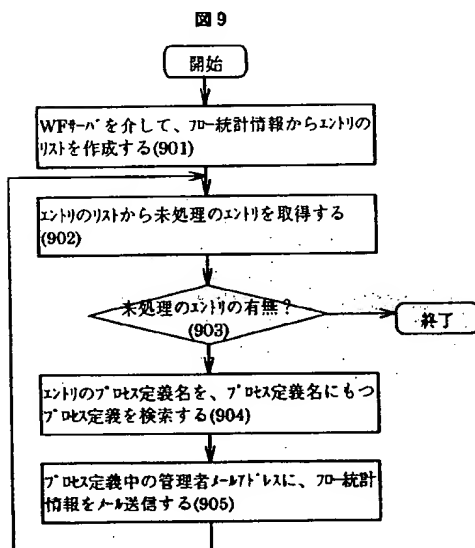 図9
開始
WFｻｰﾊﾞを介して、ﾌﾛｰ統計情報からｴﾝﾄﾘの
ﾘｽﾄを作成する(901)
ｴﾝﾄﾘのﾘｽﾄから未処理のｴﾝﾄﾘを取得する
(902)
未処理のｴﾝﾄﾘの有無？
(903)
終了
ｴﾝﾄﾘのﾌﾟﾛｾｽ定義名を、ﾌﾟﾛｾｽ定義名にもつ
ﾌﾟﾛｾｽ定義を検索する(904)
ﾌﾟﾛｾｽ定義中の管理者ﾒｰﾙｱﾄﾞﾚｽに、ﾌﾛｰ統計
情報をﾒｰﾙ送信する(905)